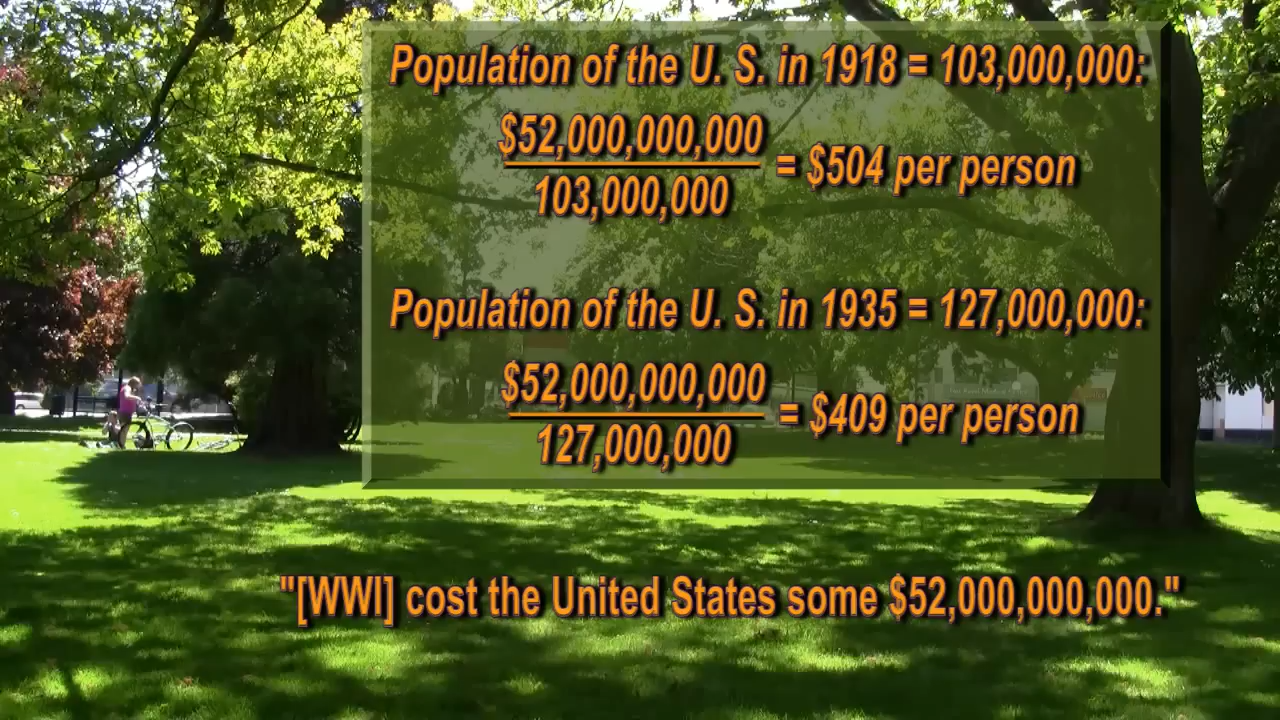 Population of the U. S. in 1918 = 103,000,000:
$52,000,000,000
= $504 per person
103,000,000
Population of the U. S. in 1935 = 127,000,000:
$52,000,000,000
= $409 per person
127,000,000
"[WWI] cost the United States some $52,000,000,000."